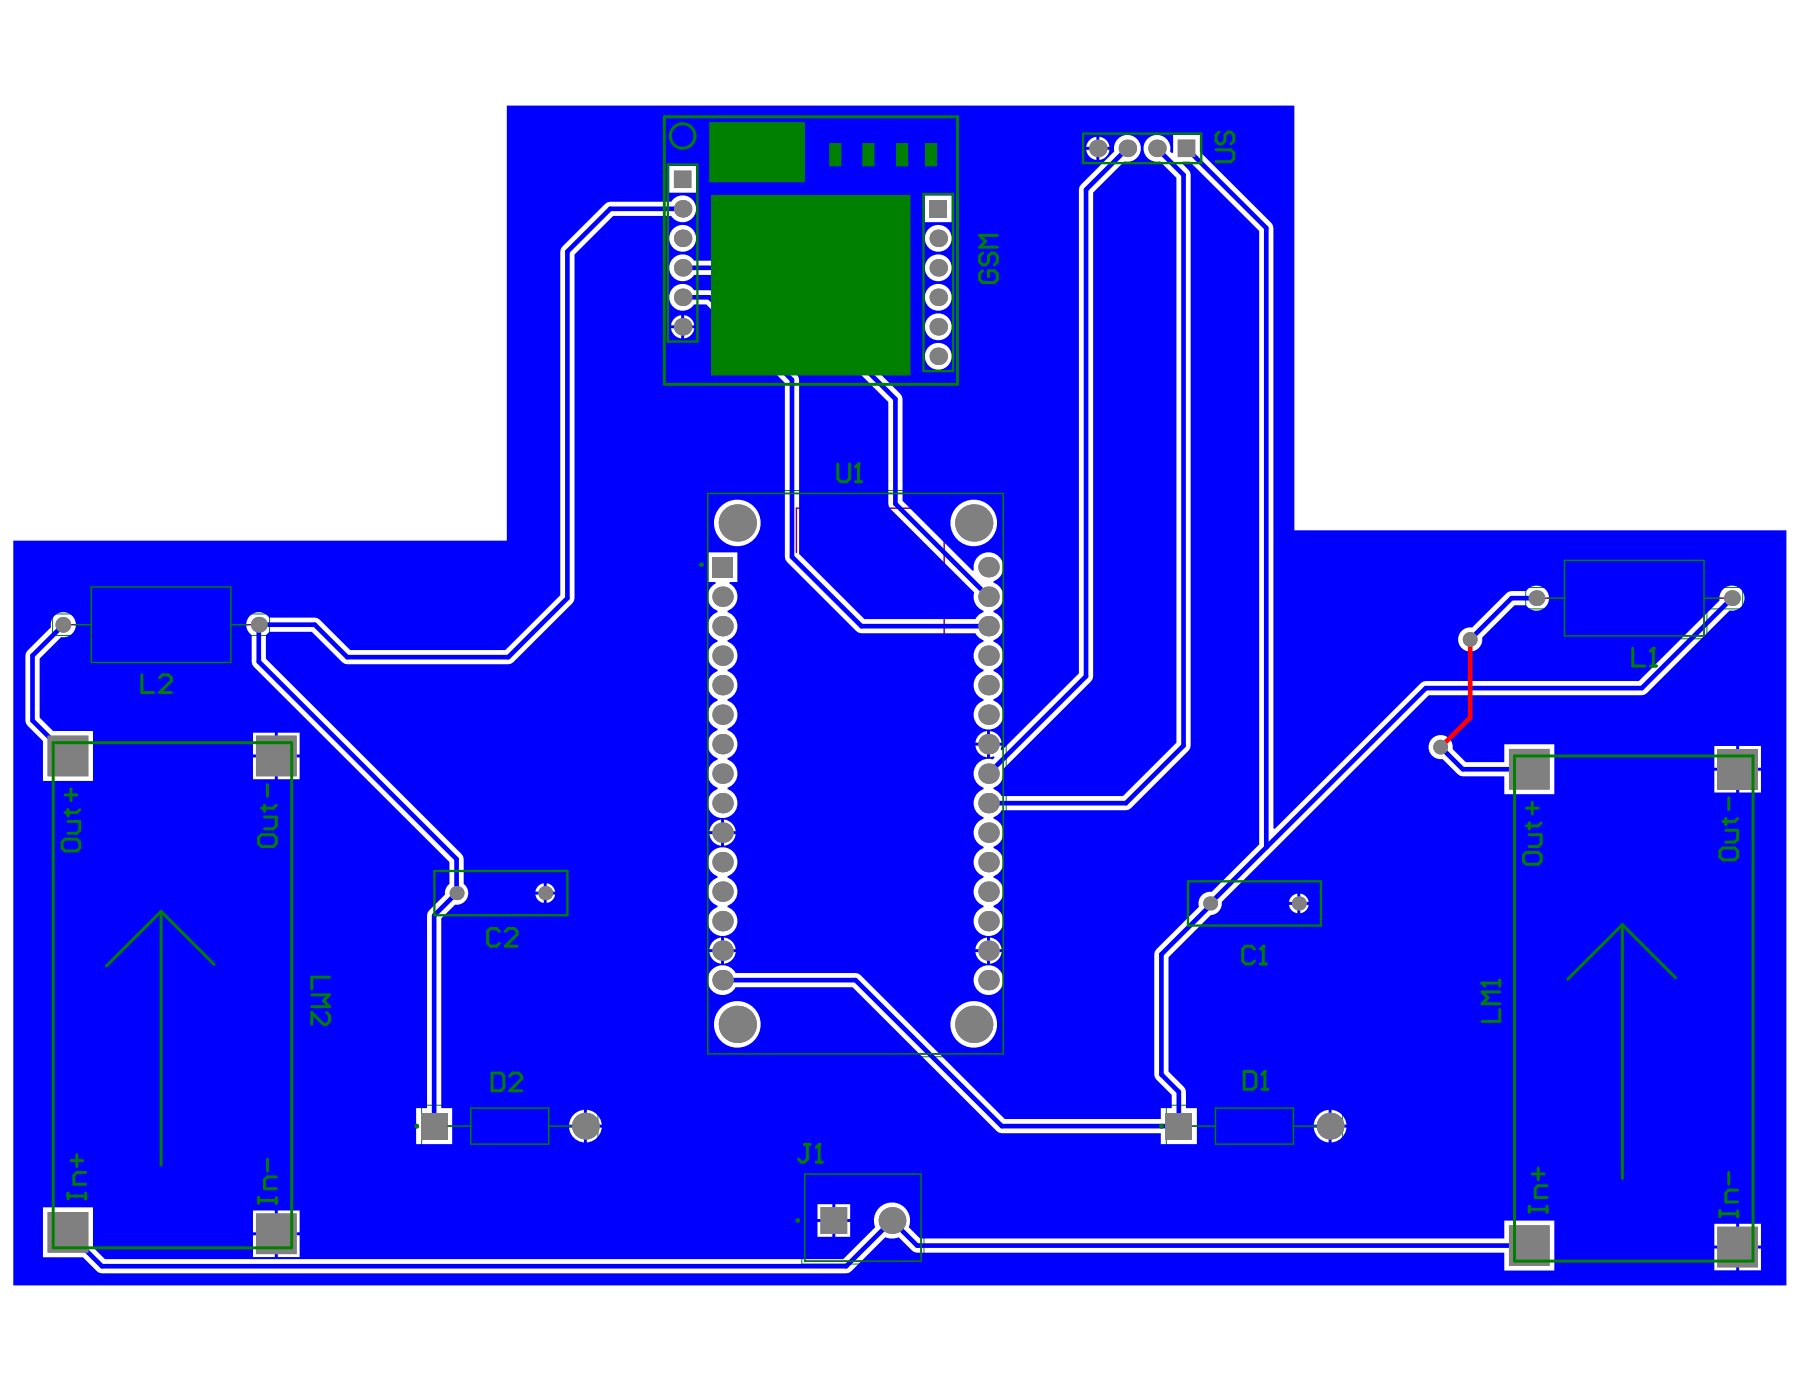 US
GSM
U1
L1
L2
Out+
Out-
Out+
Out-
C2
C1
LM2
LM1
D2
D1
J1
In+
In-
In+
In-